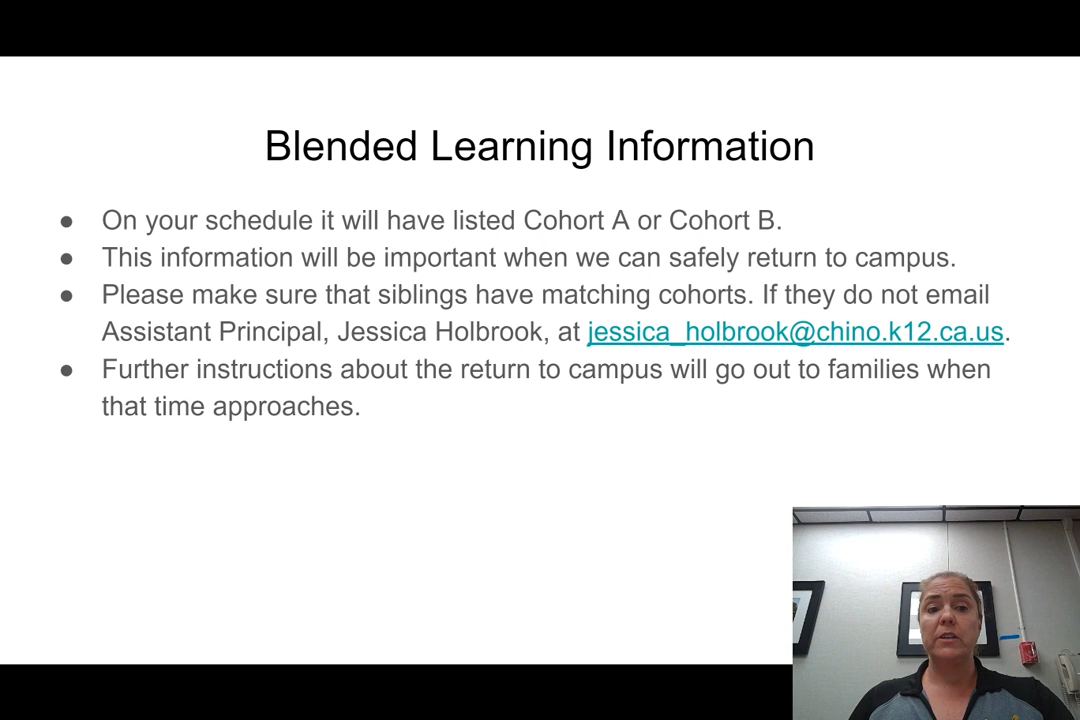 Blended Learning Information
● On your schedule it will have listed Cohort A or Cohort B.
● This information will be important when we can safely return to campus.
● Please make sure that siblings have matching cohorts. If they do not email
Assistant Principal, Jessica Holbrook, at jessica_holbrook@chino.k12.ca.us.
● Further instructions about the return to campus will go out to families when
that time approaches.